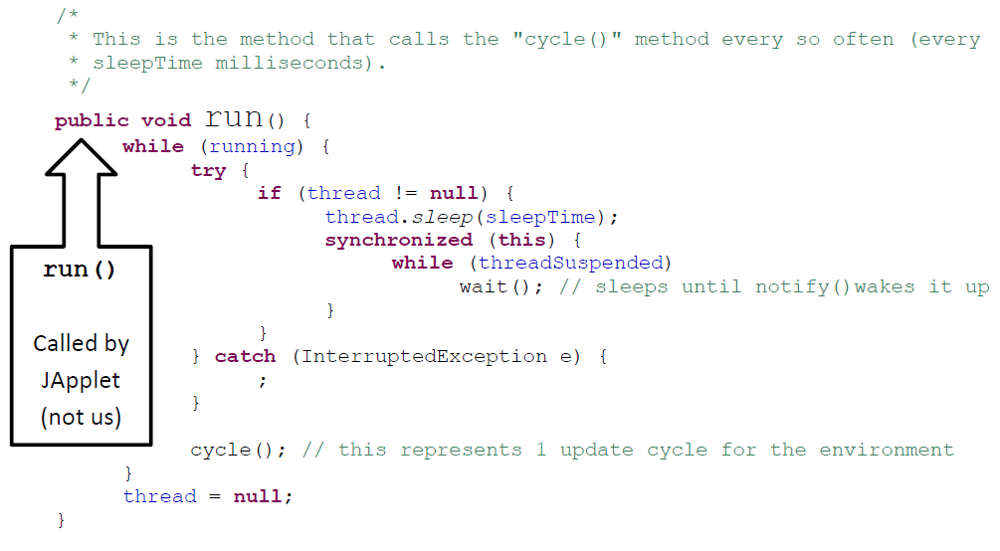 /*
 * This is the method that calls the "cycle()" method every so often (every
 * sleepTime milliseconds).
 */
public void run() {
while (running) {
try {
if (thread != null) {
thread.sleep(sleepTime);
synchronized (this) {
while (threadSuspended)
wait(); // sleeps until notify()wakes it up
}
}
} catch (InterruptedException e) {
;
}
cycle(); // this represents 1 update cycle for the environment
}
thread = null;
}
run()
Called by
JApplet
(not us)